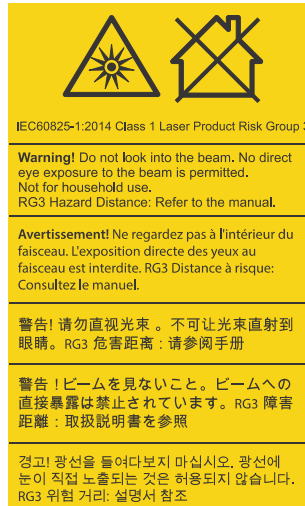 IEC60825-1:2014 Class 1 Laser Product Risk Group 3
Warning! Do not look into the beam. No direct
eye exposure to the beam is permitted.
Not for household use.
RG3 Hazard Distance: Refer to the manual.
Avertissement! Ne regardez pas à l'intérieur du
faisceau. L'exposition directe des yeux au
faisceau est interdite. RG3 Distance à risque:
Consultez le manuel.
警告! 请勿直视光束 。不可让光束直射到
眼睛。RG3 危害距离 : 请参阅手册
警告 ! ビームを見ないこと。ビームへの
直接暴露は禁止されています。RG3 障害
距離 : 取扱説明書を参照
경고! 광선을 들여다보지 마십시오. 광선에
눈이 직접 노출되는 것은 허용되지 않습니다.
RG3 위험 거리: 설명서 참조